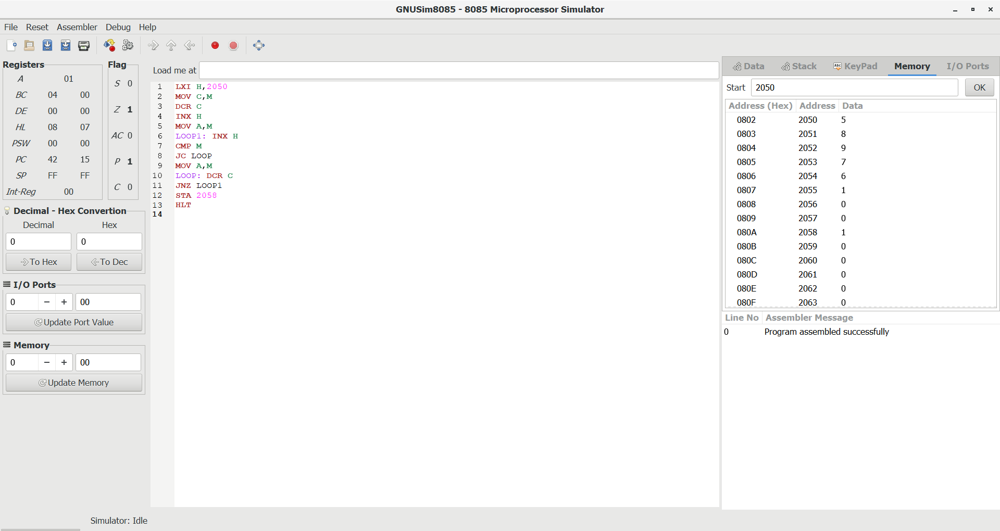 GNUSim8085 - 8085 Microprocessor Simulator
File Reset Assembler Debug Help
Registers
A 01
BC 04 00
DE 00 00
HL 08 07
PSW 00 00
PC 42 15
SP FF FF
Int-Reg 00
Flag
S 0
Z 1
AC 0
P 1
C 0
Decimal - Hex Convertion
Decimal Hex
0 0
To Hex To Dec
I/O Ports
0 − + 00
Update Port Value
Memory
0 − + 00
Update Memory
Load me at
1 LXI H,2050
2 MOV C,M
3 DCR C
4 INX H
5 MOV A,M
6 LOOP1: INX H
7 CMP M
8 JC LOOP
9 MOV A,M
10 LOOP: DCR C
11 JNZ LOOP1
12 STA 2058
13 HLT
14
Data Stack Abc KeyPad Memory I/O Ports
Start 2050 OK
Address (Hex) Address Data
0802 2050 5
0803 2051 8
0804 2052 9
0805 2053 7
0806 2054 6
0807 2055 1
0808 2056 0
0809 2057 0
080A 2058 1
080B 2059 0
080C 2060 0
080D 2061 0
080E 2062 0
080F 2063 0
Line No Assembler Message
0 Program assembled successfully
Simulator: Idle